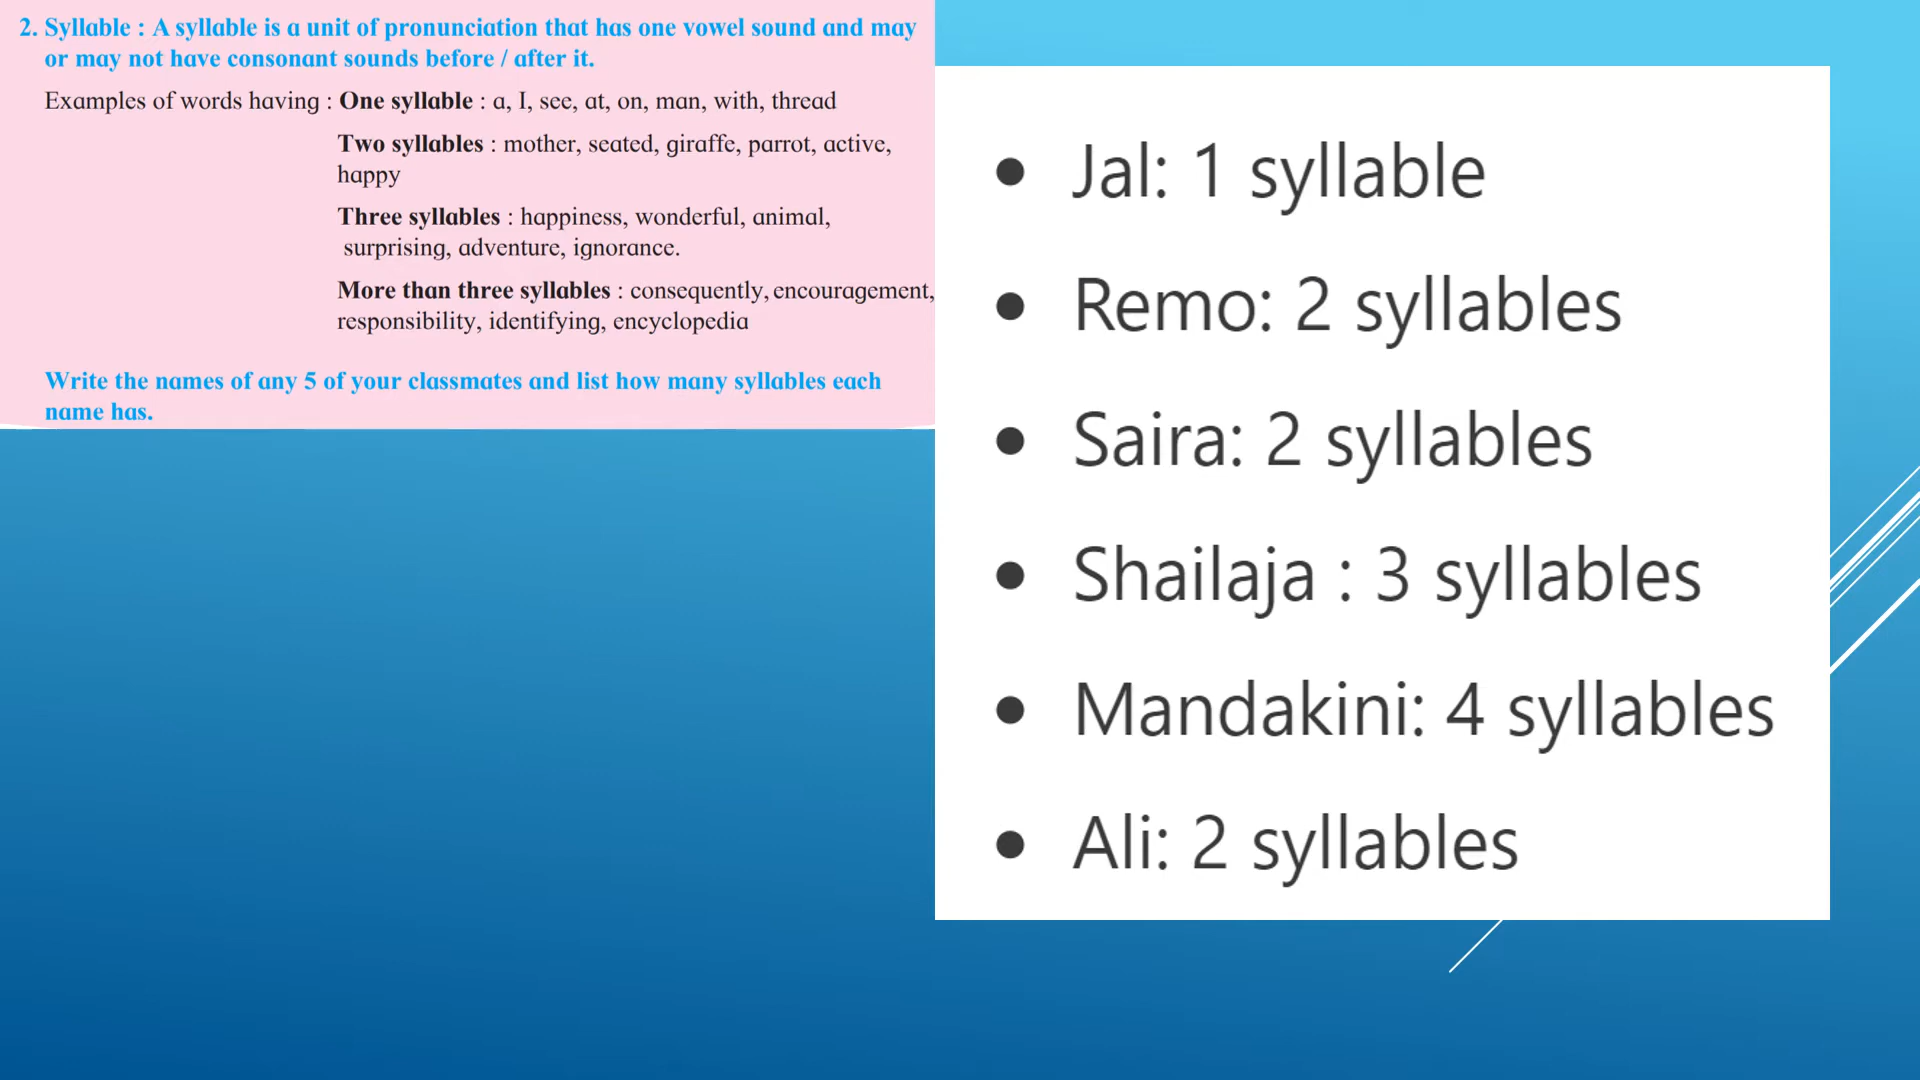 2. Syllable : A syllable is a unit of pronunciation that has one vowel sound and may
or may not have consonant sounds before / after it.
Examples of words having : One syllable : a, I, see, at, on, man, with, thread
Two syllables : mother, seated, giraffe, parrot, active,
happy
Three syllables : happiness, wonderful, animal,
surprising, adventure, ignorance.
More than three syllables : consequently, encouragement,
responsibility, identifying, encyclopedia
Write the names of any 5 of your classmates and list how many syllables each
name has.
• Jal: 1 syllable
• Remo: 2 syllables
• Saira: 2 syllables
• Shailaja : 3 syllables
• Mandakini: 4 syllables
• Ali: 2 syllables